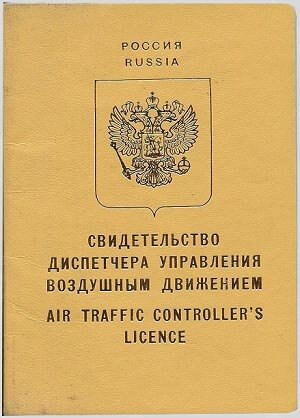 РОССИЯ
RUSSIA
СВИДЕТЕЛЬСТВО
ДИСПЕТЧЕРА УПРАВЛЕНИЯ
ВОЗДУШНЫМ ДВИЖЕНИЕМ
AIR TRAFFIC CONTROLLER'S
LICENCE